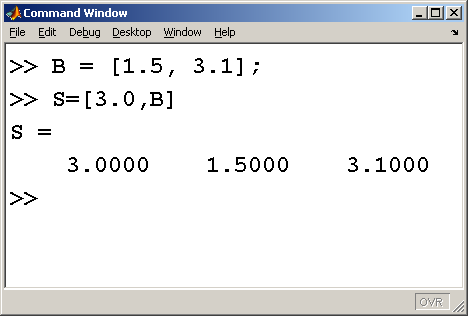 Command Window
File Edit Debug Desktop Window Help
>> B = [1.5, 3.1];
>> S=[3.0,B]
S =
3.0000 1.5000 3.1000
>>
OVR